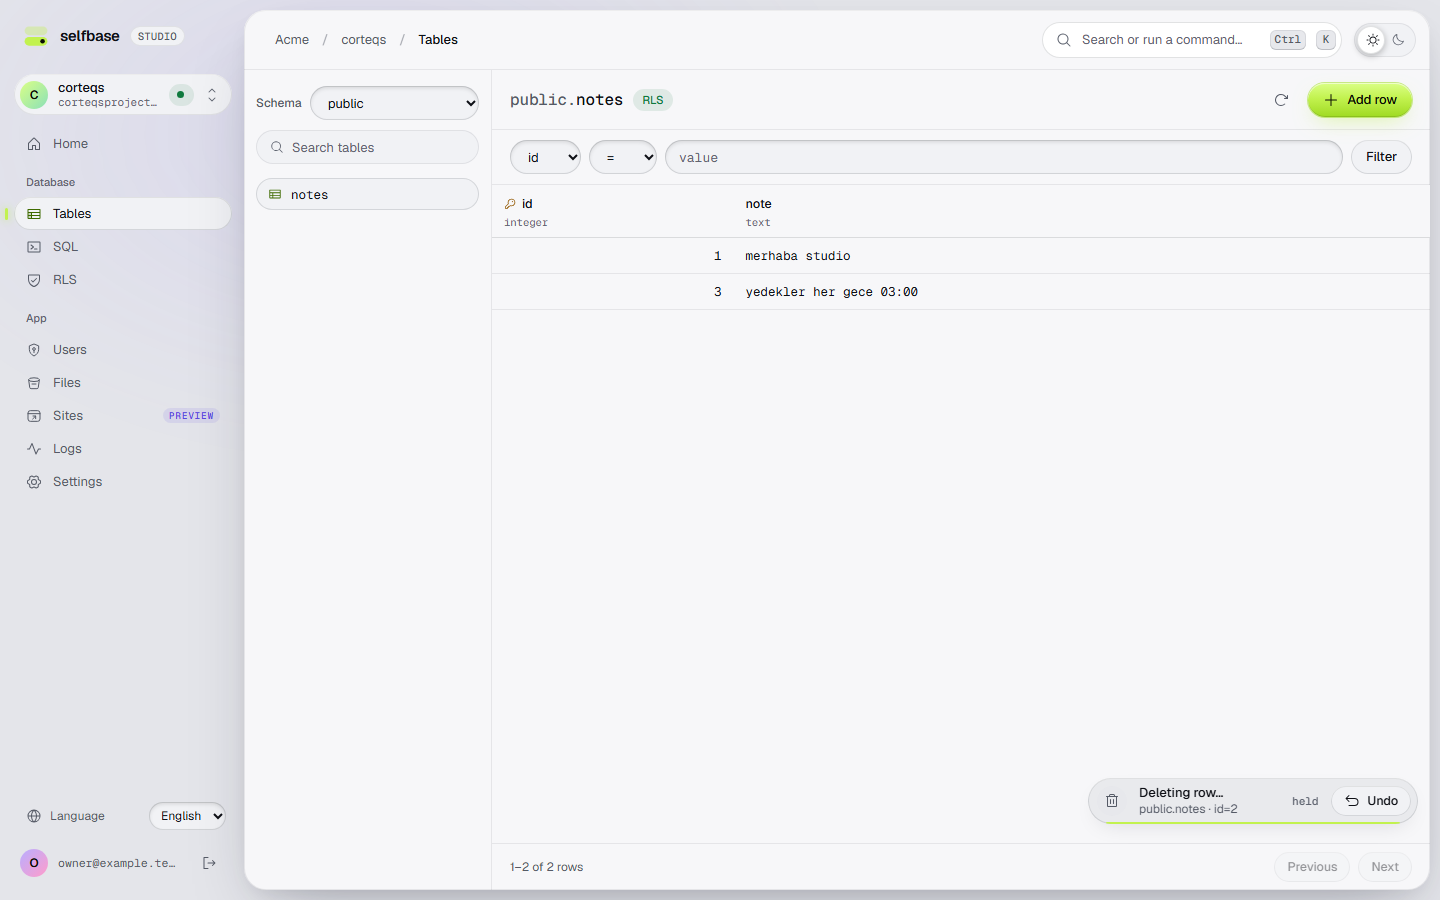 selfbase STUDIO
C corteqs
corteqsproject…
Home
Database
Tables
SQL
RLS
App
Users
Files
Sites PREVIEW
Logs
Settings
Language English
O owner@example.te…
Acme / corteqs / Tables
Search or run a command… Ctrl K
Schema public
Search tables
notes
public.notes RLS
Add row
id = value Filter
id note
integer text
1 merhaba studio
3 yedekler her gece 03:00
Deleting row…
public.notes · id=2
held Undo
1–2 of 2 rows
Previous Next